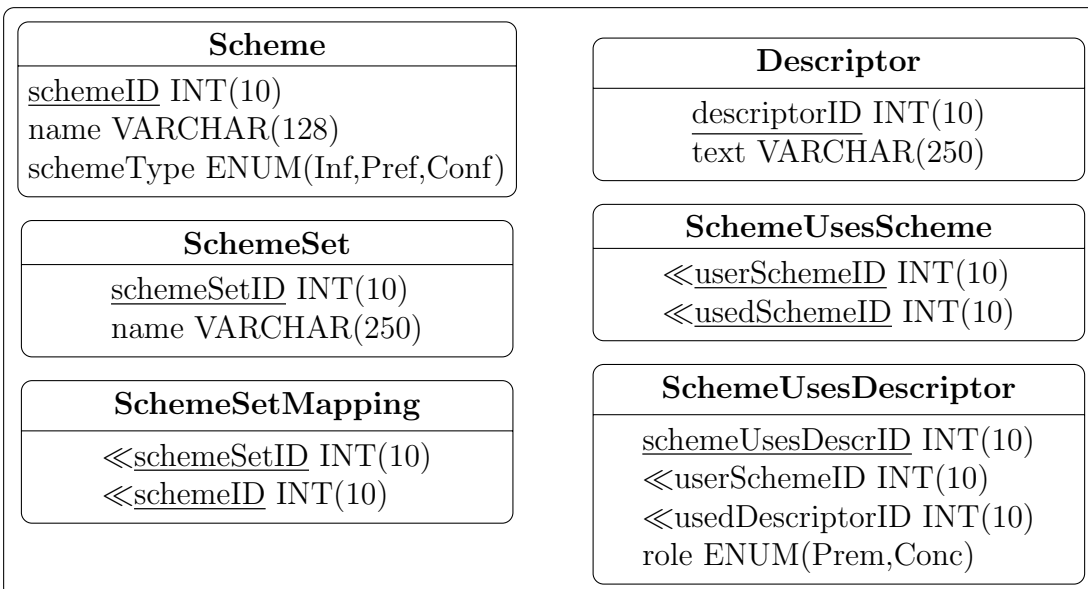 Scheme
schemeID INT(10)
name VARCHAR(128)
schemeType ENUM(Inf,Pref,Conf)
SchemeSet
schemeSetID INT(10)
name VARCHAR(250)
SchemeSetMapping
≪schemeSetID INT(10)
≪schemeID INT(10)
Descriptor
descriptorID INT(10)
text VARCHAR(250)
SchemeUsesScheme
≪userSchemeID INT(10)
≪usedSchemeID INT(10)
SchemeUsesDescriptor
schemeUsesDescrID INT(10)
≪userSchemeID INT(10)
≪usedDescriptorID INT(10)
role ENUM(Prem,Conc)